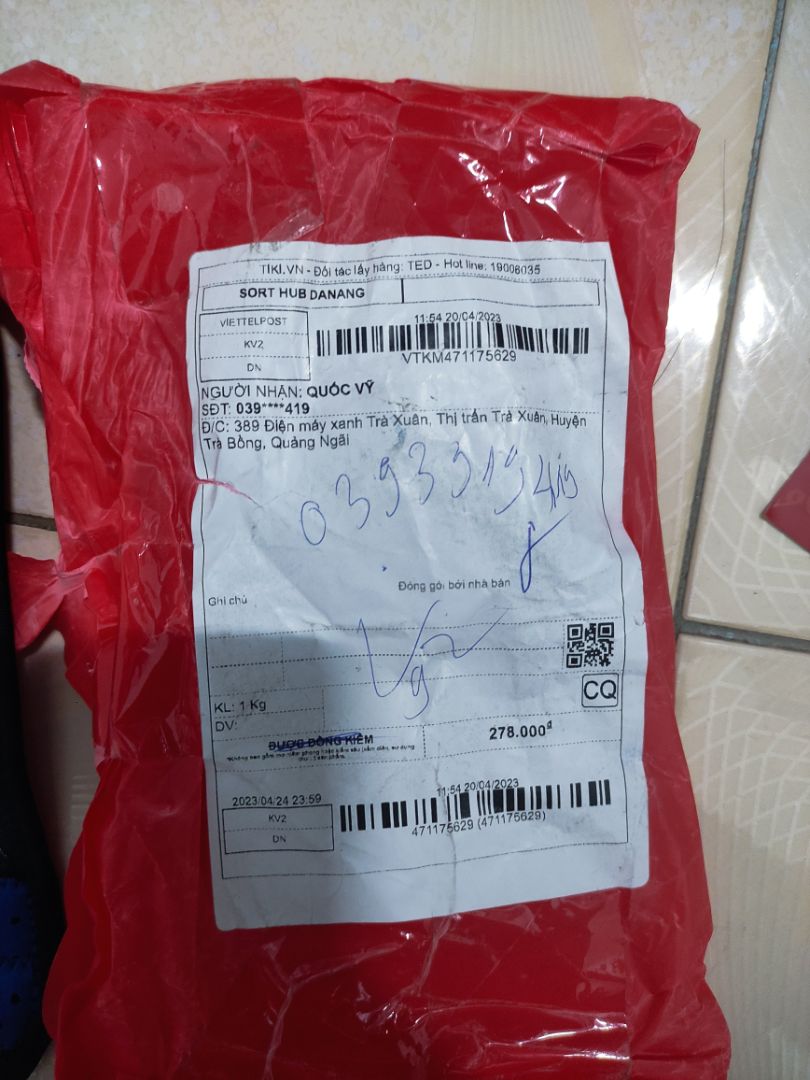 TIKI.VN - Đối tác lấy hàng: TED - Hot line: 19006035
SORT HUB DANANG
VIETTELPOST
KV2
DN
11:54 20/04/2023
VTKM471175629
NGƯỜI NHẬN: QUỐC VỸ
SĐT: 039****419
Đ/C: 389 Điện máy xanh Trà Xuân, Thị trấn Trà Xuân, Huyện
Trà Bồng, Quảng Ngãi
Đóng gói bởi nhà bán
Ghi chú
CQ
KL: 1 Kg
DV:
278.000đ
ĐƯỢC ĐỒNG KIỂM
2023/04/24 23:59
KV2
DN
11:54 20/04/2023
471175629 (471175629)